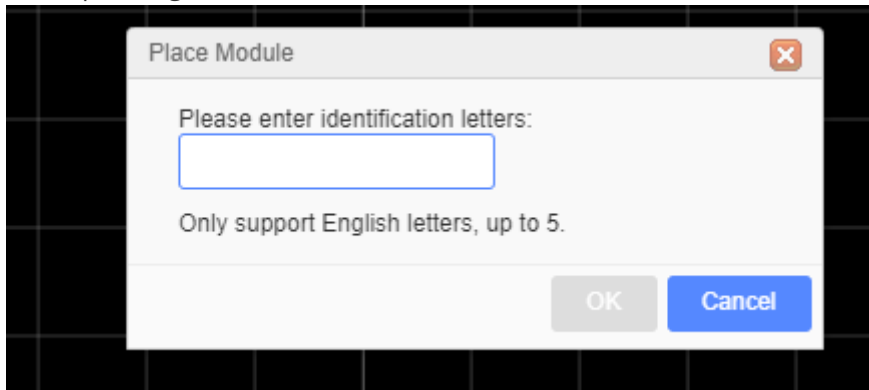 Place Module
Please enter identification letters:
Only support English letters, up to 5.
OK Cancel